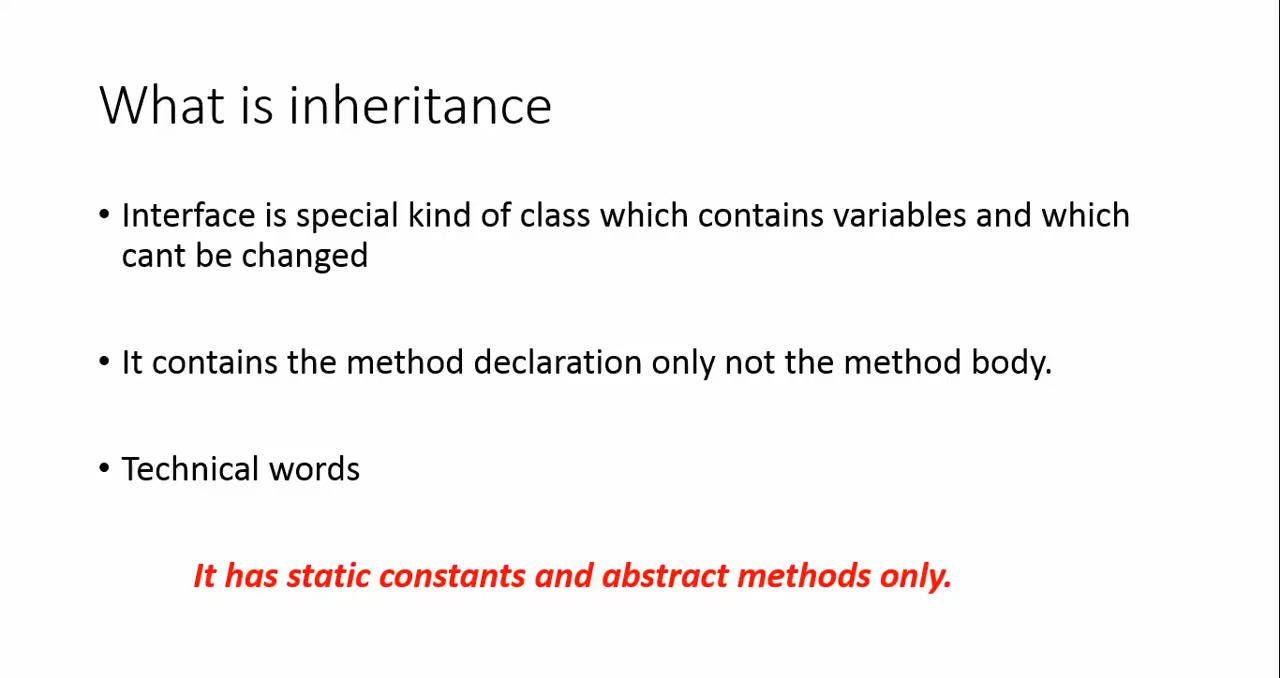 What is inheritance
• Interface is special kind of class which contains variables and which
cant be changed
• It contains the method declaration only not the method body.
• Technical words
It has static constants and abstract methods only.